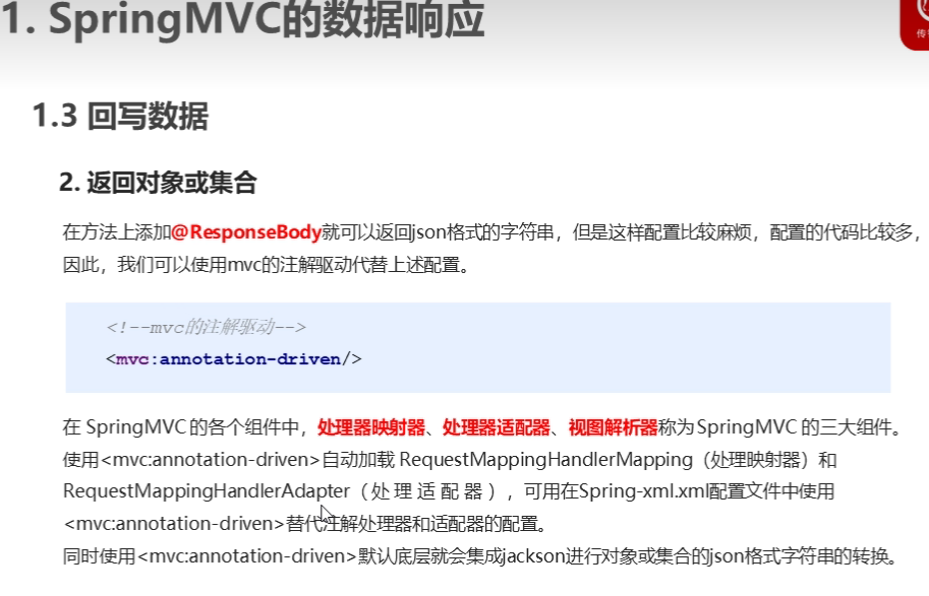 1. SpringMVC的数据响应
1.3 回写数据
2. 返回对象或集合
在方法上添加@ResponseBody就可以返回json格式的字符串，但是这样配置比较麻烦，配置的代码比较多，
因此，我们可以使用mvc的注解驱动代替上述配置。
<!--mvc的注解驱动-->
<mvc:annotation-driven/>
在 SpringMVC 的各个组件中，处理器映射器、处理器适配器、视图解析器称为 SpringMVC 的三大组件。
使用<mvc:annotation-driven>自动加载 RequestMappingHandlerMapping（处理映射器）和
RequestMappingHandlerAdapter（ 处 理 适 配 器 ），可用在Spring-xml.xml配置文件中使用
<mvc:annotation-driven>替代注解处理器和适配器的配置。
同时使用<mvc:annotation-driven>默认底层就会集成jackson进行对象或集合的json格式字符串的转换。